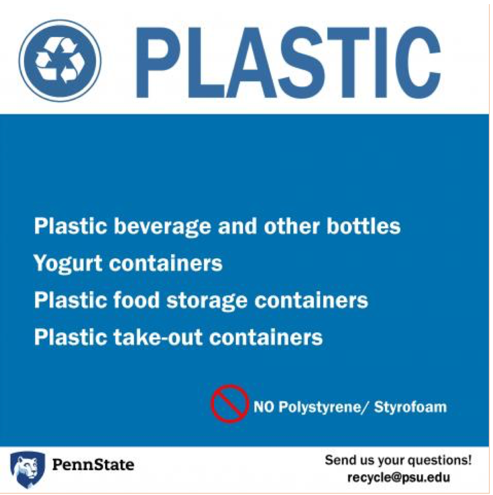 PLASTIC
Plastic beverage and other bottles
Yogurt containers
Plastic food storage containers
Plastic take-out containers
NO Polystyrene/ Styrofoam
PennState
Send us your questions!
recycle@psu.edu